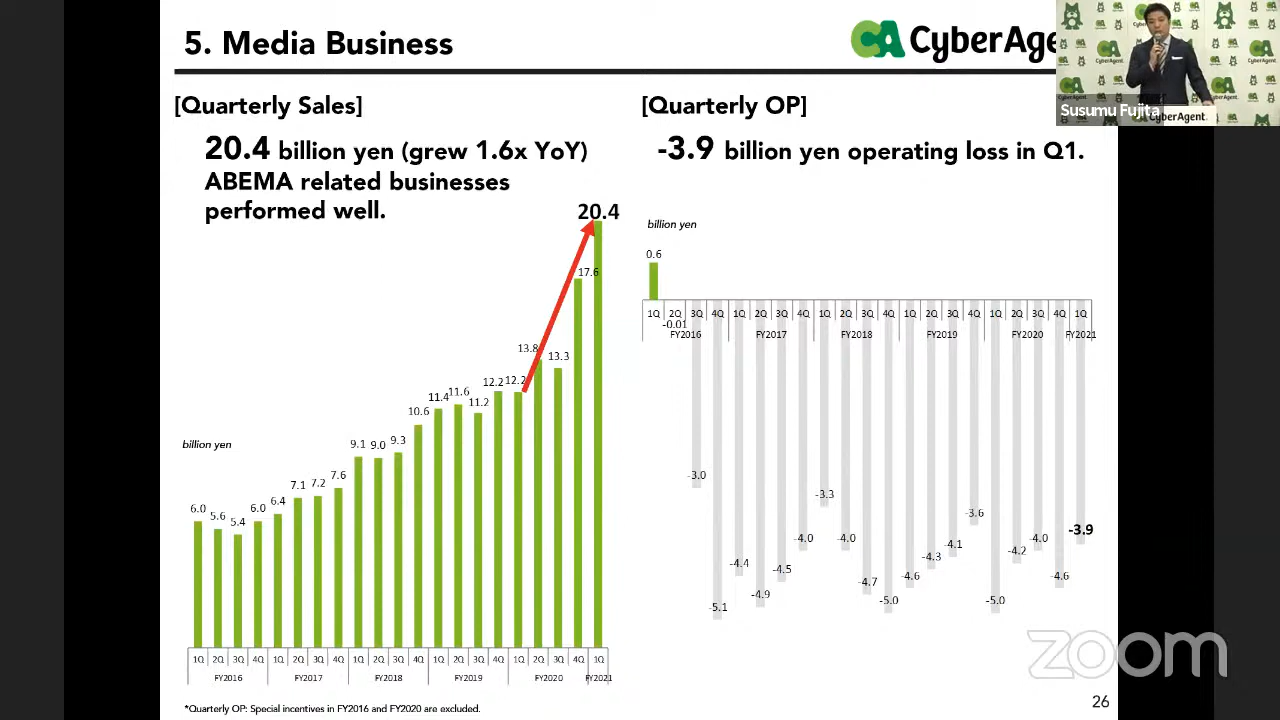 5. Media Business
CyberAge
Susumu Fujita
CyberAgent.
[Quarterly Sales]
20.4 billion yen (grew 1.6x YoY)
ABEMA related businesses
performed well.
billion yen
6.0
5.6
5.4
6.0
6.4
7.1
7.2
7.6
9.1
9.0
9.3
10.6
11.4
11.6
11.2
12.2
12.2
13.8
13.3
17.6
20.4
1Q 2Q 3Q 4Q 1Q 2Q 3Q 4Q 1Q 2Q 3Q 4Q 1Q 2Q 3Q 4Q 1Q 2Q 3Q 4Q 1Q
FY2016 FY2017 FY2018 FY2019 FY2020 FY2021
*Quarterly OP: Special incentives in FY2016 and FY2020 are excluded.
[Quarterly OP]
-3.9 billion yen operating loss in Q1.
billion yen
0.6
1Q 2Q 3Q 4Q 1Q 2Q 3Q 4Q 1Q 2Q 3Q 4Q 1Q 2Q 3Q 4Q 1Q 2Q 3Q 4Q 1Q
-0.01
FY2016 FY2017 FY2018 FY2019 FY2020 FY2021
-3.0
-5.1
-4.4
-4.9
-4.5
-4.0
-3.3
-4.0
-4.7
-5.0
-4.6
-4.3
-4.1
-3.6
-5.0
-4.2
-4.0
-4.6
-3.9
zoom
26